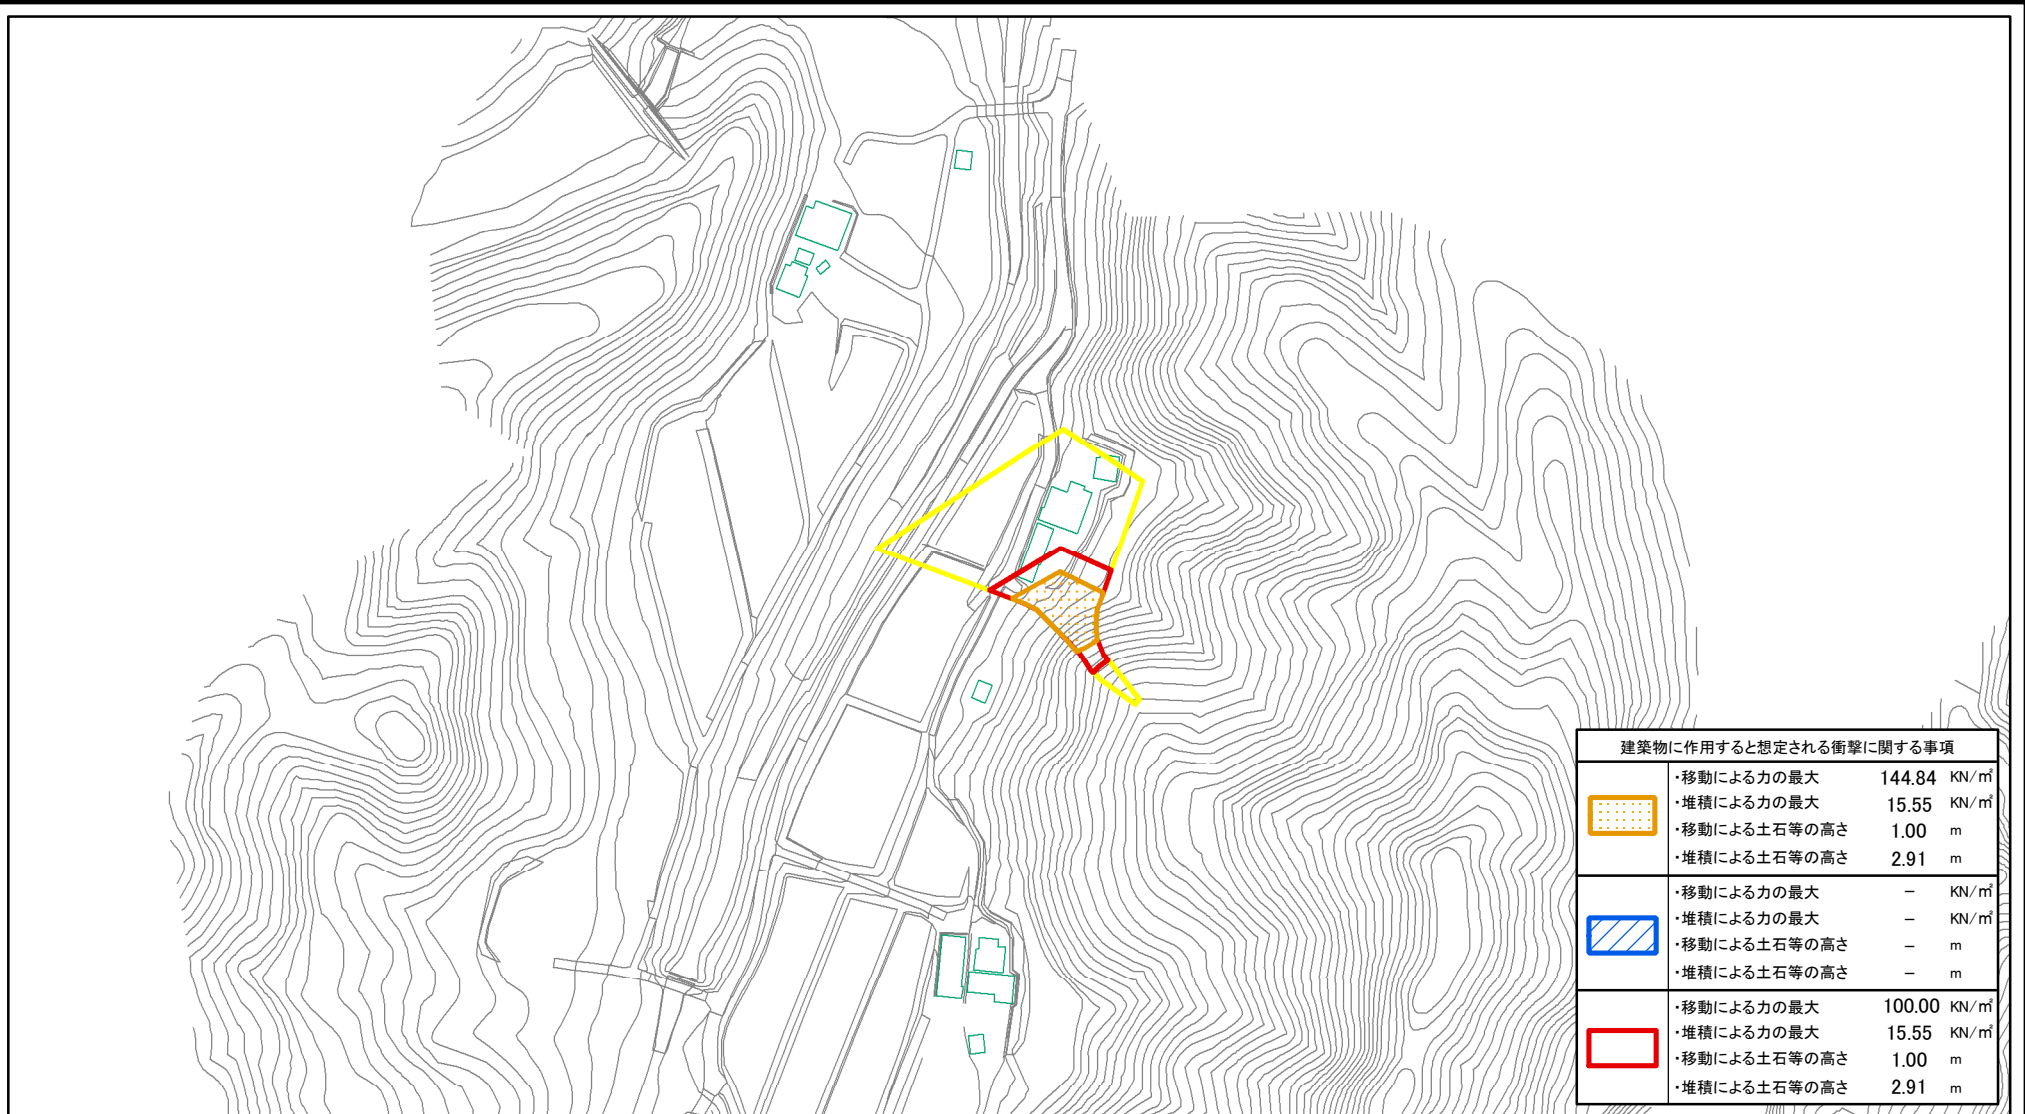 建築物に作用すると想定される衝撃に関する事項
・移動による力の最大 144.84 KN/㎡
・堆積による力の最大 15.55 KN/㎡
・移動による土石等の高さ 1.00 m
・堆積による土石等の高さ 2.91 m
・移動による力の最大 － KN/㎡
・堆積による力の最大 － KN/㎡
・移動による土石等の高さ － m
・堆積による土石等の高さ － m
・移動による力の最大 100.00 KN/㎡
・堆積による力の最大 15.55 KN/㎡
・移動による土石等の高さ 1.00 m
・堆積による土石等の高さ 2.91 m